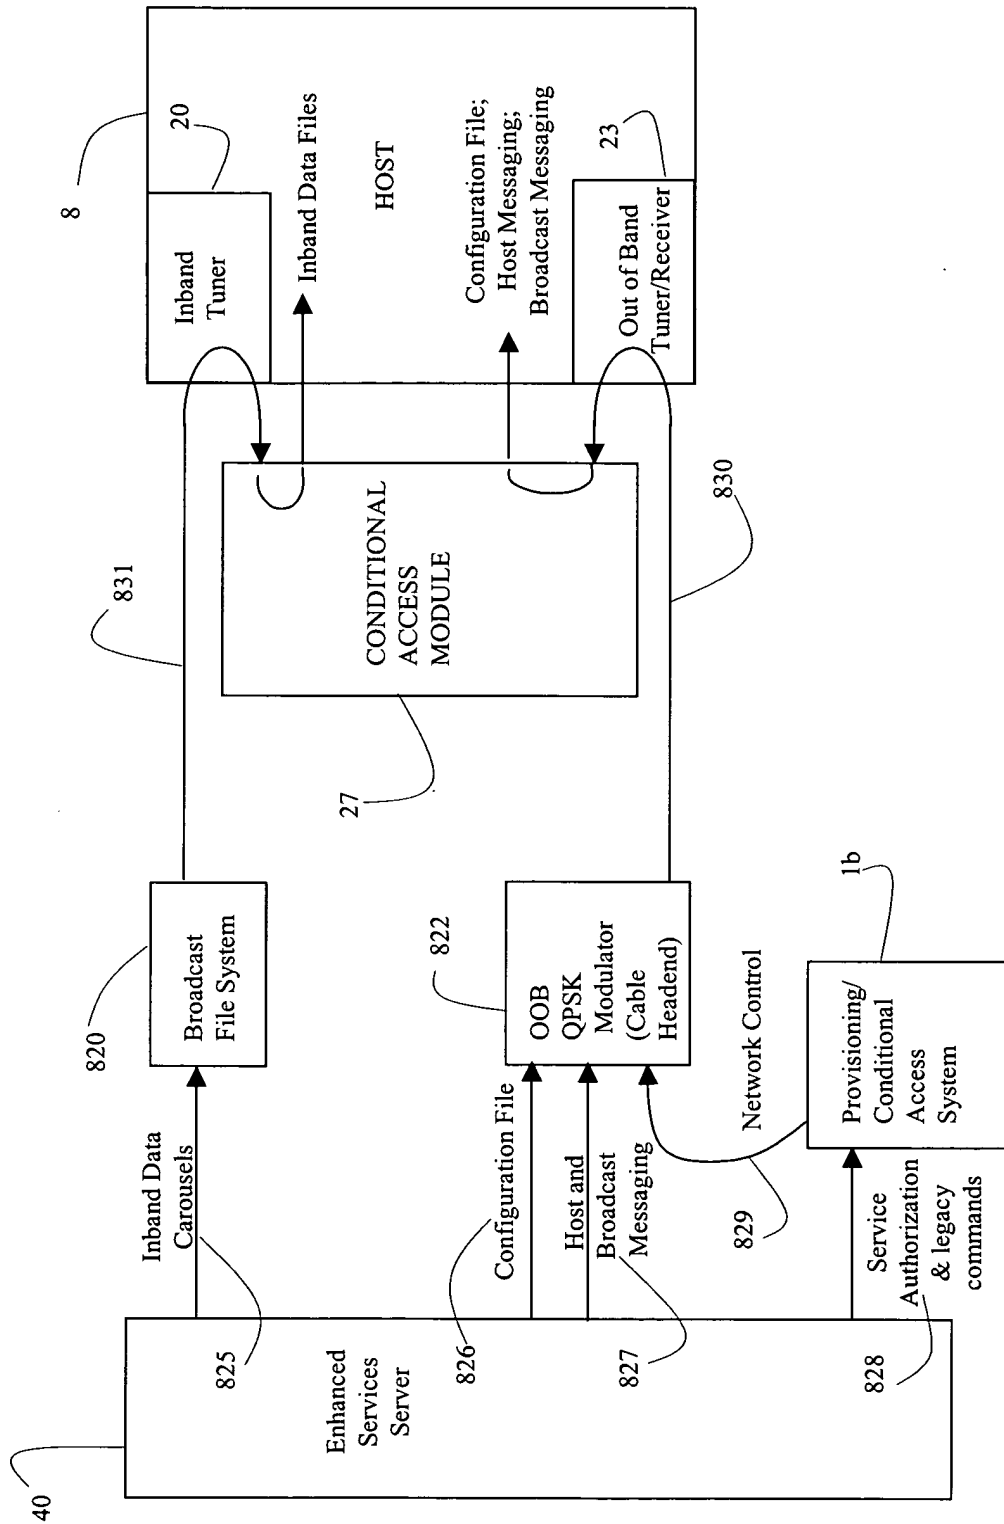 40
Enhanced
Services
Server
825
Inband Data
Carousels
820
Broadcast
File System
831
8
20
Inband
Tuner
Inband Data Files
HOST
CONDITIONAL
ACCESS
MODULE
27
Configuration File;
Host Messaging;
Broadcast Messaging
23
Out of Band
Tuner/Receiver
826
Configuration File
822
OOB
QPSK
Modulator
(Cable
Headend)
830
827
Host and
Broadcast
Messaging
829
Network Control
1b
828
Service
Authorization
& legacy
commands
Provisioning/
Conditional
Access
System